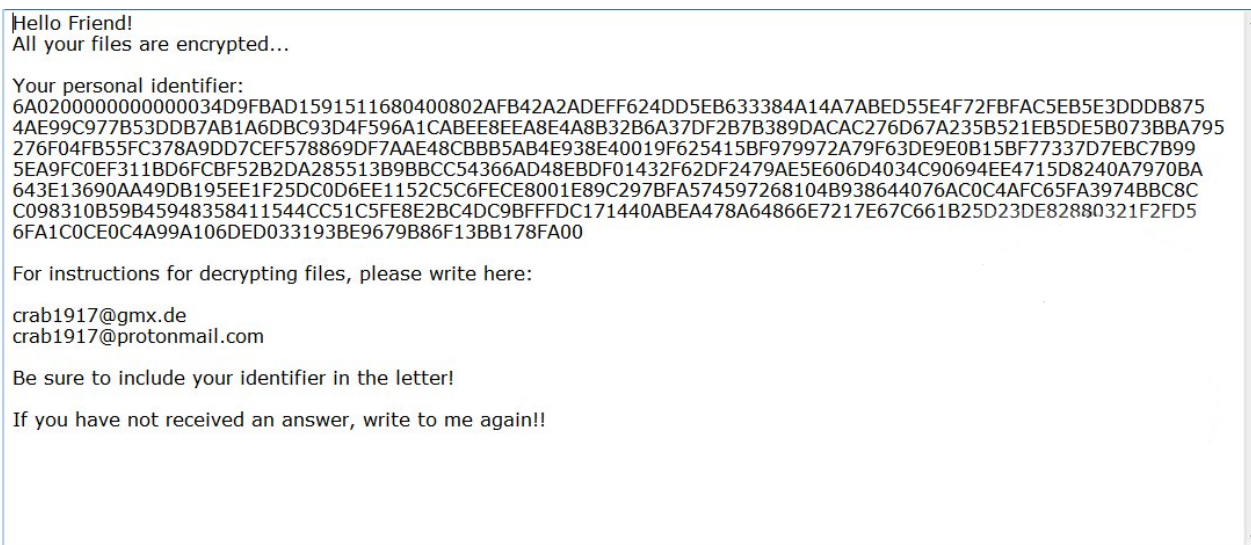 Hello Friend!
All your files are encrypted...
Your personal identifier:
6A02000000000000034D9FBAD1591511680400802AFB42A2ADEFF624DD5EB633384A14A7ABED55E4F72FBFAC5EB5E3DDDB875
4AE99C977B53DDB7AB1A6DBC93D4F596A1CABEE8EEA8E4A8B32B6A37DF2B7B389DACAC276D67A235B521EB5DE5B073BBA795
276F04FB55FC378A9DD7CEF578869DF7AAE48CBBB5AB4E938E40019F625415BF979972A79F63DE9E0B15BF77337D7EBC7B99
5EA9FC0EF311BD6FCBF52B2DA285513B9BBCC54366AD48EBDF01432F62DF2479AE5E606D4034C90694EE4715D8240A7970BA
643E13690AA49DB195EE1F25DC0D6EE1152C5C6FECE8001E89C297BFA574597268104B938644076AC0C4AFC65FA3974BBC8C
C098310B59B45948358411544CC51C5FE8E2BC4DC9BFFFDC171440ABEA478A64866E7217E67C661B25D23DE82880321F2FD5
6FA1C0CE0C4A99A106DED033193BE9679B86F13BB178FA00
For instructions for decrypting files, please write here:
crab1917@gmx.de
crab1917@protonmail.com
Be sure to include your identifier in the letter!
If you have not received an answer, write to me again!!